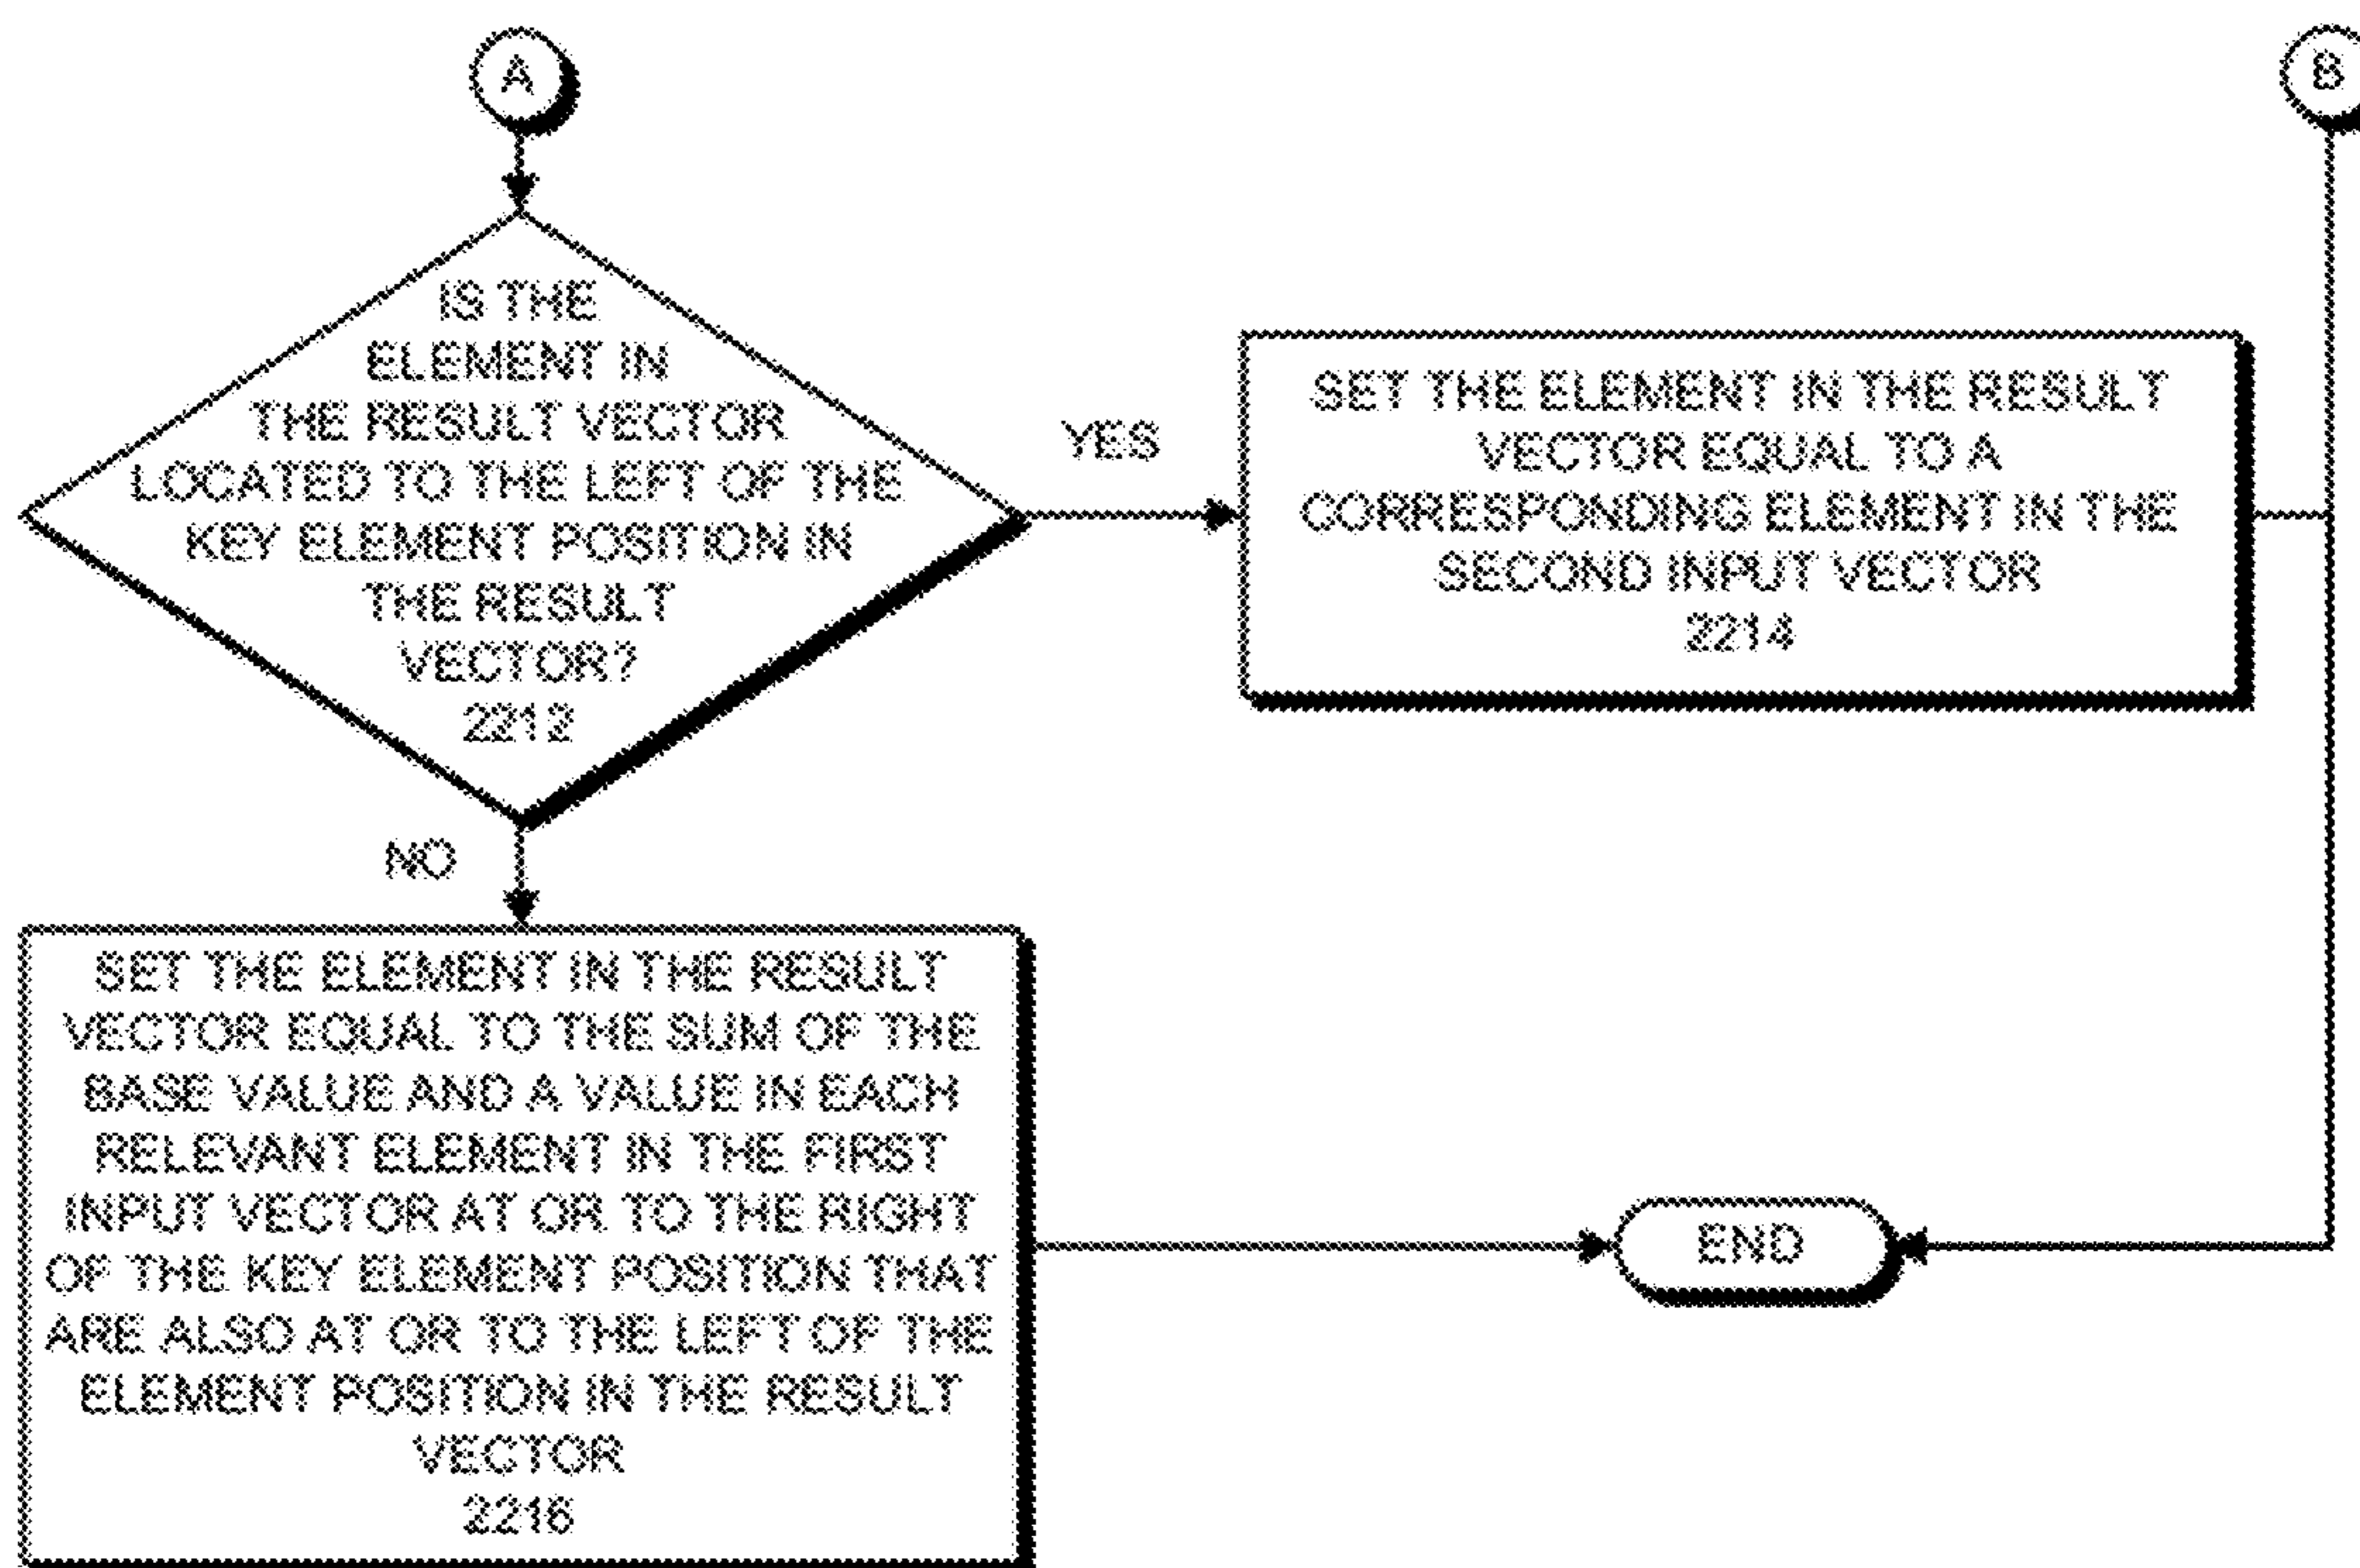 A
B
IS THE
ELEMENT IN
THE RESULT VECTOR
LOCATED TO THE LEFT OF THE
KEY ELEMENT POSITION IN
THE RESULT
VECTOR?
2212
YES
SET THE ELEMENT IN THE RESULT
VECTOR EQUAL TO A
CORRESPONDING ELEMENT IN THE
SECOND INPUT VECTOR
2214
NO
SET THE ELEMENT IN THE RESULT
VECTOR EQUAL TO THE SUM OF THE
BASE VALUE AND A VALUE IN EACH
RELEVANT ELEMENT IN THE FIRST
INPUT VECTOR AT OR TO THE RIGHT
OF THE KEY ELEMENT POSITION THAT
ARE ALSO AT OR TO THE LEFT OF THE
ELEMENT POSITION IN THE RESULT
VECTOR
2216
END